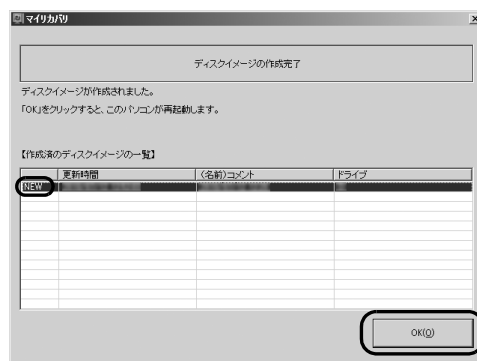 マイリカバリ
ディスクイメージの作成完了
ディスクイメージが作成されました。
「OK」をクリックすると、このパソコンが再起動します。
【作成済のディスクイメージの一覧】
更新時間 (名前)コメント ドライブ
NEW
OK(O)